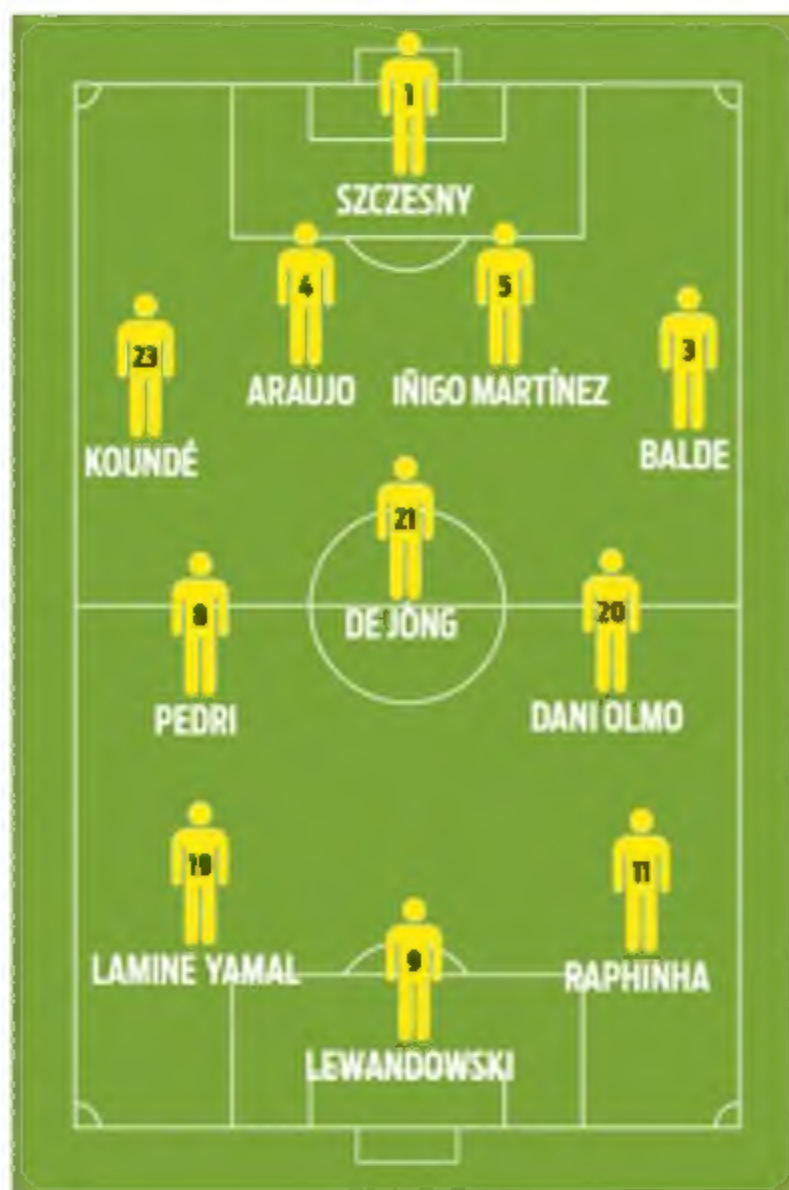 1
SZCZESNY
4
5
ARAUJO
IÑIGO MARTÍNEZ
23
3
KOUNDÉ
BALDE
21
DE JONG
8
20
PEDRI
DANI OLMO
19
11
LAMINE YAMAL
RAPHINHA
9
LEWANDOWSKI